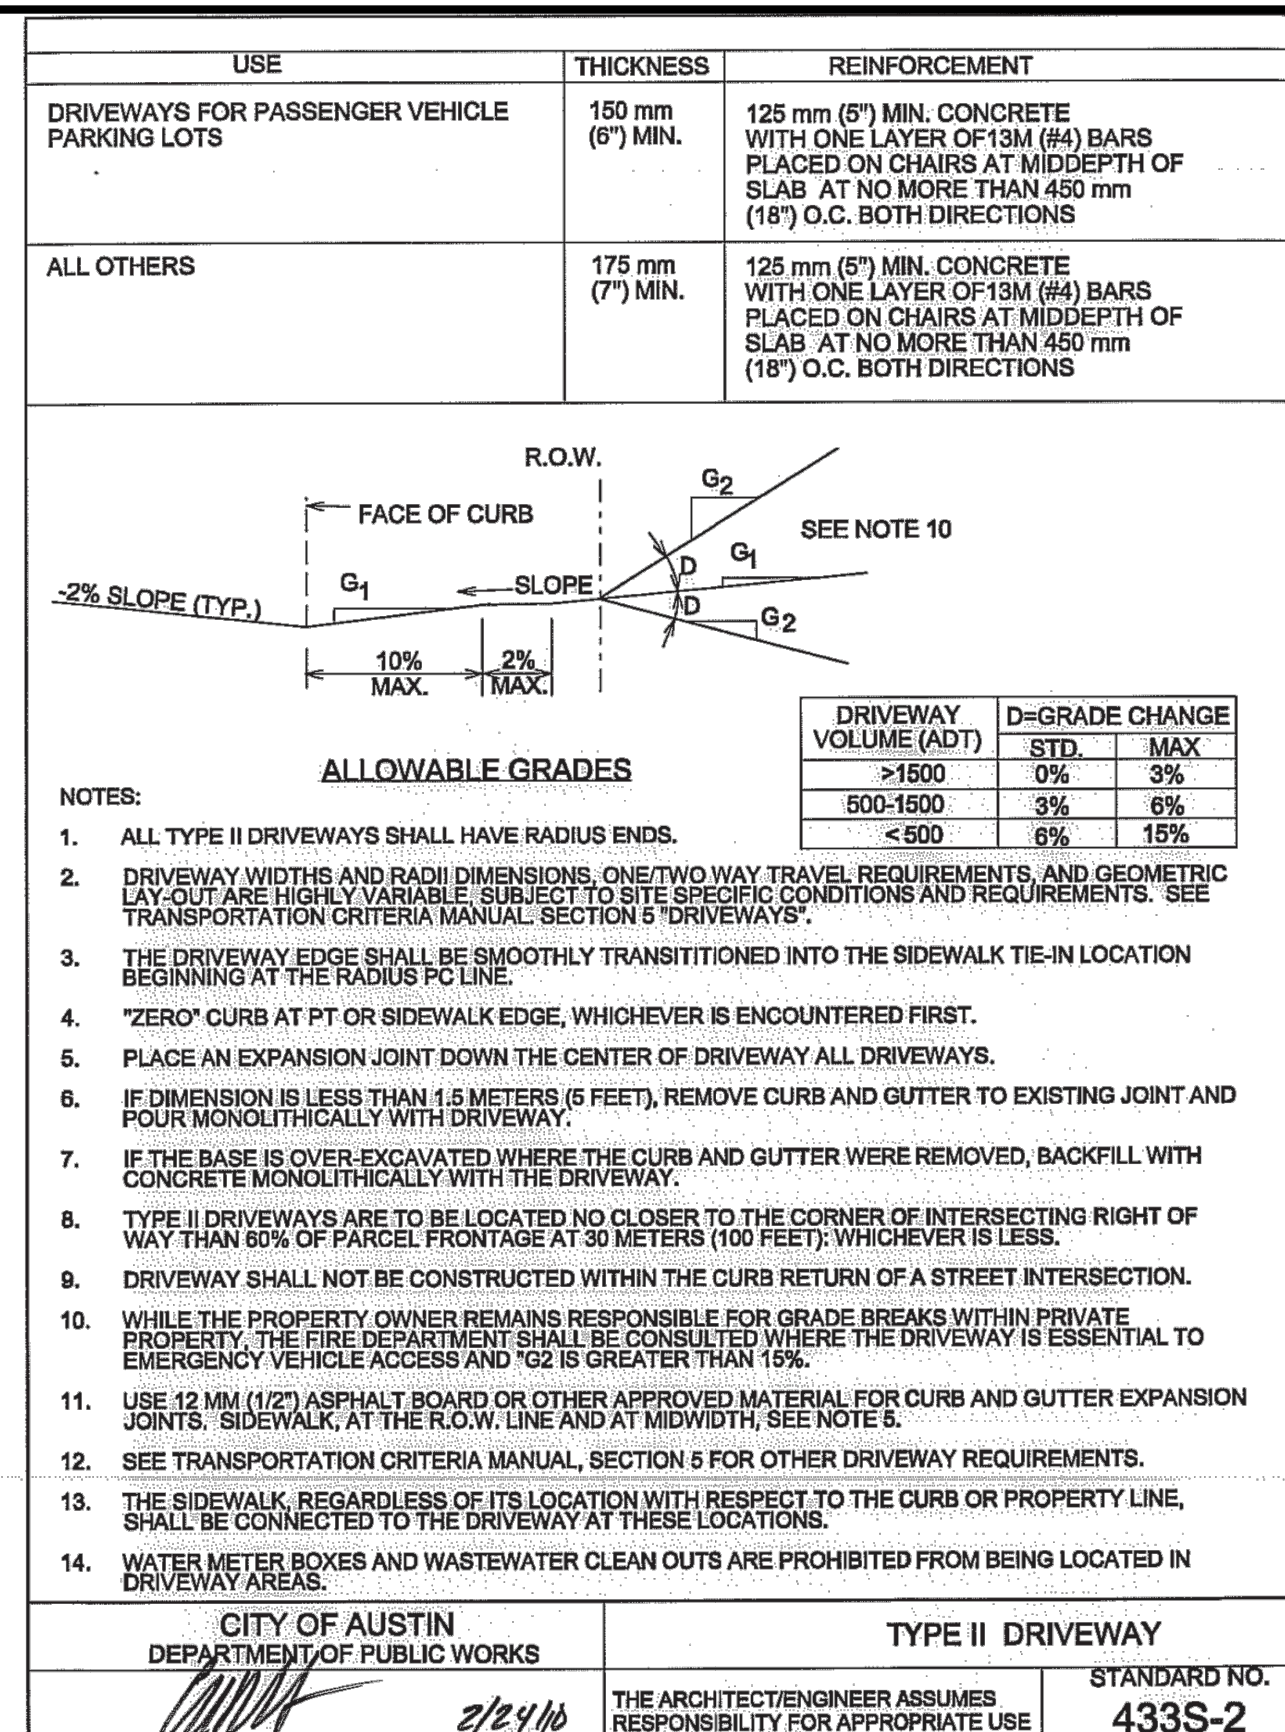 USE THICKNESS REINFORCEMENT
DRIVEWAYS FOR PASSENGER VEHICLE
PARKING LOTS
150 mm
(6") MIN.
125 mm (5") MIN. CONCRETE
WITH ONE LAYER OF13M (#4) BARS
PLACED ON CHAIRS AT MIDDEPTH OF
SLAB AT NO MORE THAN 450 mm
(18") O.C. BOTH DIRECTIONS
ALL OTHERS
175 mm
(7") MIN.
125 mm (5") MIN. CONCRETE
WITH ONE LAYER OF13M (#4) BARS
PLACED ON CHAIRS AT MIDDEPTH OF
SLAB AT NO MORE THAN 450 mm
(18") O.C. BOTH DIRECTIONS
R.O.W.
G2
FACE OF CURB
SEE NOTE 10
G1
D
G1
SLOPE
-2% SLOPE (TYP.)
D
G2
10%
MAX.
2%
MAX.
DRIVEWAY
VOLUME (ADT)
D=GRADE CHANGE
STD. MAX
>1500 0% 3%
500-1500 3% 6%
<500 6% 15%
ALLOWABLE GRADES
NOTES:
1. ALL TYPE II DRIVEWAYS SHALL HAVE RADIUS ENDS.
2. DRIVEWAY WIDTHS AND RADII DIMENSIONS, ONE/TWO WAY TRAVEL REQUIREMENTS, AND GEOMETRIC
LAY-OUT ARE HIGHLY VARIABLE, SUBJECT TO SITE SPECIFIC CONDITIONS AND REQUIREMENTS. SEE
TRANSPORTATION CRITERIA MANUAL. SECTION 5 "DRIVEWAYS".
3. THE DRIVEWAY EDGE SHALL BE SMOOTHLY TRANSITITIONED INTO THE SIDEWALK TIE-IN LOCATION
BEGINNING AT THE RADIUS PC LINE.
4. "ZERO" CURB AT PT OR SIDEWALK EDGE, WHICHEVER IS ENCOUNTERED FIRST.
5. PLACE AN EXPANSION JOINT DOWN THE CENTER OF DRIVEWAY ALL DRIVEWAYS.
6. IF DIMENSION IS LESS THAN 1.5 METERS (5 FEET), REMOVE CURB AND GUTTER TO EXISTING JOINT AND
POUR MONOLITHICALLY WITH DRIVEWAY.
7. IF THE BASE IS OVER-EXCAVATED WHERE THE CURB AND GUTTER WERE REMOVED, BACKFILL WITH
CONCRETE MONOLITHICALLY WITH THE DRIVEWAY.
8. TYPE II DRIVEWAYS ARE TO BE LOCATED NO CLOSER TO THE CORNER OF INTERSECTING RIGHT OF
WAY THAN 60% OF PARCEL FRONTAGE AT 30 METERS (100 FEET): WHICHEVER IS LESS.
9. DRIVEWAY SHALL NOT BE CONSTRUCTED WITHIN THE CURB RETURN OF A STREET INTERSECTION.
10. WHILE THE PROPERTY OWNER REMAINS RESPONSIBLE FOR GRADE BREAKS WITHIN PRIVATE
PROPERTY, THE FIRE DEPARTMENT SHALL BE CONSULTED WHERE THE DRIVEWAY IS ESSENTIAL TO
EMERGENCY VEHICLE ACCESS AND "G2 IS GREATER THAN 15%.
11. USE 12 MM (1/2") ASPHALT BOARD OR OTHER APPROVED MATERIAL FOR CURB AND GUTTER EXPANSION
JOINTS. SIDEWALK, AT THE R.O.W. LINE AND AT MIDWIDTH, SEE NOTE 5.
12. SEE TRANSPORTATION CRITERIA MANUAL, SECTION 5 FOR OTHER DRIVEWAY REQUIREMENTS.
13. THE SIDEWALK, REGARDLESS OF ITS LOCATION WITH RESPECT TO THE CURB OR PROPERTY LINE,
SHALL BE CONNECTED TO THE DRIVEWAY AT THESE LOCATIONS.
14. WATER METER BOXES AND WASTEWATER CLEAN OUTS ARE PROHIBITED FROM BEING LOCATED IN
DRIVEWAY AREAS.
CITY OF AUSTIN
DEPARTMENT OF PUBLIC WORKS
TYPE II DRIVEWAY
2/24/10
THE ARCHITECT/ENGINEER ASSUMES
RESPONSIBILITY FOR APPROPRIATE USE
STANDARD NO.
433S-2